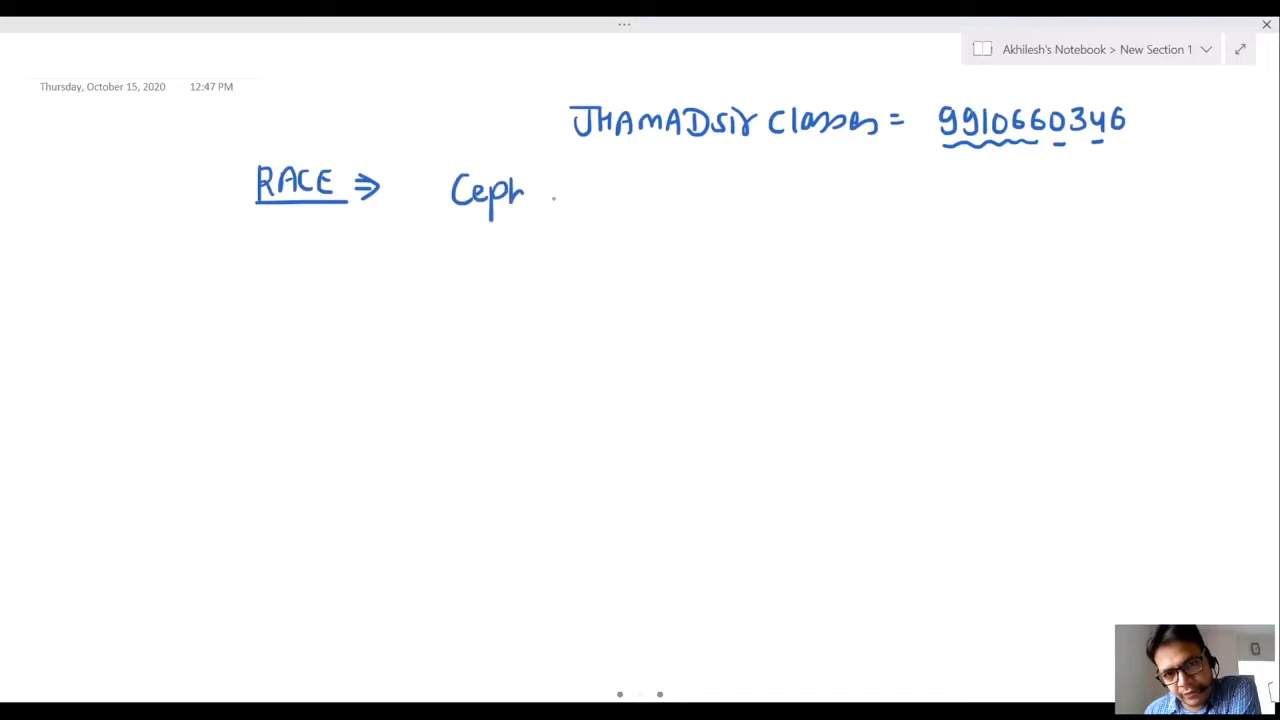 Akhilesh's Notebook > New Section 1
Thursday, October 15, 2020 12:47 PM
JHAMADSir Classes = 9910660346
RACE ⇒ Ceph